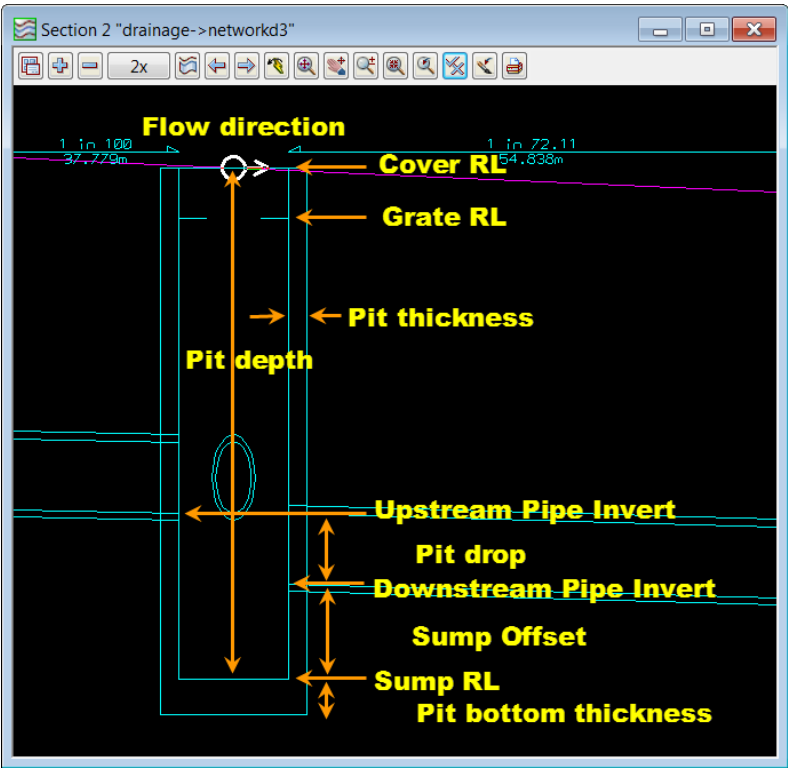 Section 2 "drainage->networkd3"
2x
Flow direction
1 in 100
37.779m
1 in 72.11
54.838m
Cover RL
Grate RL
Pit thickness
Pit depth
Upstream Pipe Invert
Pit drop
Downstream Pipe Invert
Sump Offset
Sump RL
Pit bottom thickness